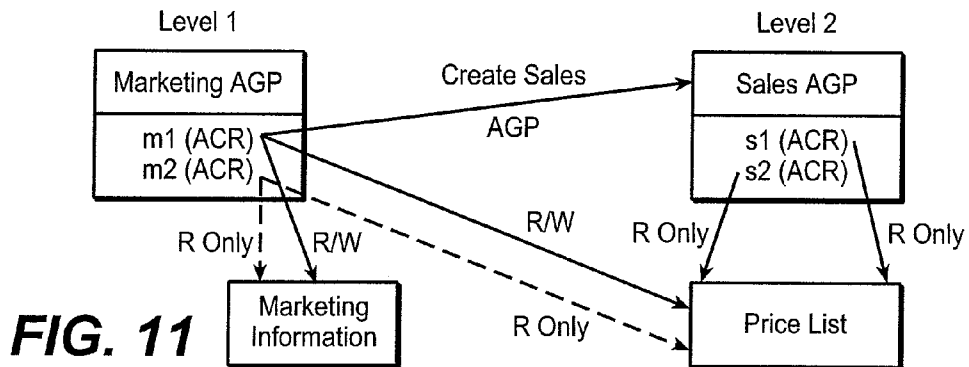 Level 1
Level 2
Marketing AGP
Create Sales
AGP
Sales AGP
m1 (ACR)
m2 (ACR)
s1 (ACR)
s2 (ACR)
R Only
R/W
R/W
R Only
R Only
R Only
Marketing
Information
Price List
FIG. 11